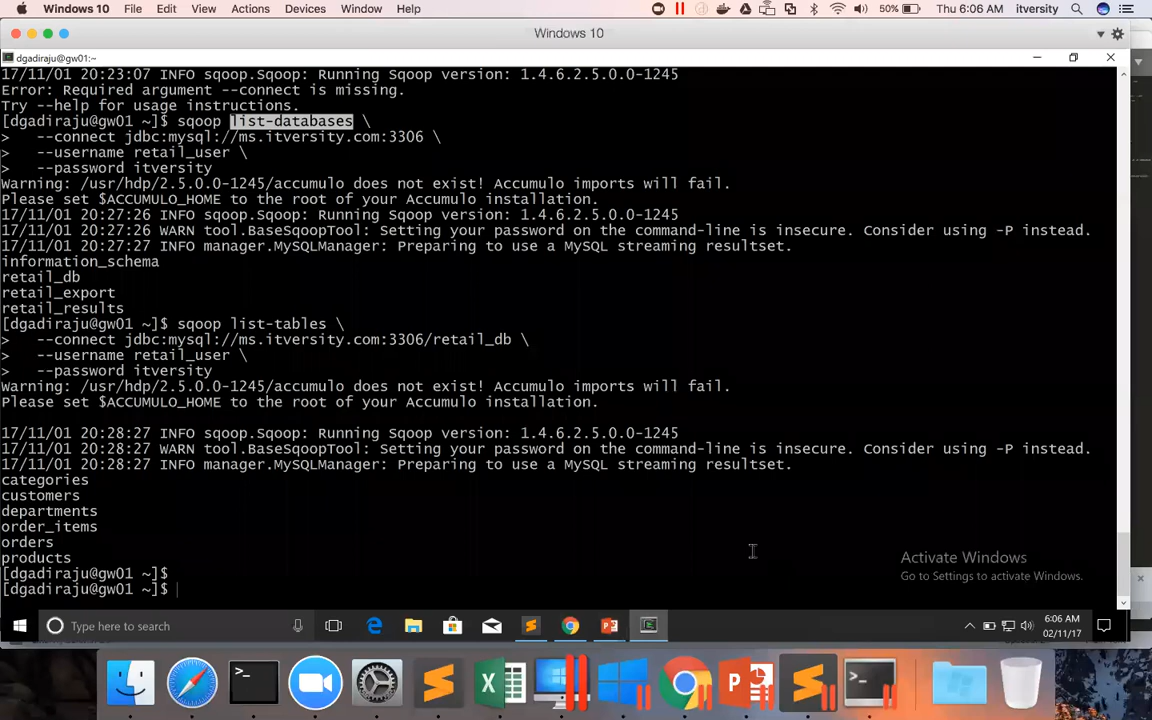 Windows 10 File Edit View Actions Devices Window Help 50% Thu 6:06 AM itversity
Windows 10
dgadiraju@gw01:~
17/11/01 20:23:07 INFO sqoop.Sqoop: Running Sqoop version: 1.4.6.2.5.0.0-1245
Error: Required argument --connect is missing.
Try --help for usage instructions.
[dgadiraju@gw01 ~]$ sqoop list-databases \
>   --connect jdbc:mysql://ms.itversity.com:3306 \
>   --username retail_user \
>   --password itversity
Warning: /usr/hdp/2.5.0.0-1245/accumulo does not exist! Accumulo imports will fail.
Please set $ACCUMULO_HOME to the root of your Accumulo installation.
17/11/01 20:27:26 INFO sqoop.Sqoop: Running Sqoop version: 1.4.6.2.5.0.0-1245
17/11/01 20:27:26 WARN tool.BaseSqoopTool: Setting your password on the command-line is insecure. Consider using -P instead.
17/11/01 20:27:27 INFO manager.MySQLManager: Preparing to use a MySQL streaming resultset.
information_schema
retail_db
retail_export
retail_results
[dgadiraju@gw01 ~]$ sqoop list-tables \
>   --connect jdbc:mysql://ms.itversity.com:3306/retail_db \
>   --username retail_user \
>   --password itversity
Warning: /usr/hdp/2.5.0.0-1245/accumulo does not exist! Accumulo imports will fail.
Please set $ACCUMULO_HOME to the root of your Accumulo installation.
17/11/01 20:28:27 INFO sqoop.Sqoop: Running Sqoop version: 1.4.6.2.5.0.0-1245
17/11/01 20:28:27 WARN tool.BaseSqoopTool: Setting your password on the command-line is insecure. Consider using -P instead.
17/11/01 20:28:27 INFO manager.MySQLManager: Preparing to use a MySQL streaming resultset.
categories
customers
departments
order_items
orders
products
[dgadiraju@gw01 ~]$
[dgadiraju@gw01 ~]$
Activate Windows
Go to Settings to activate Windows.
Type here to search
6:06 AM
02/11/17